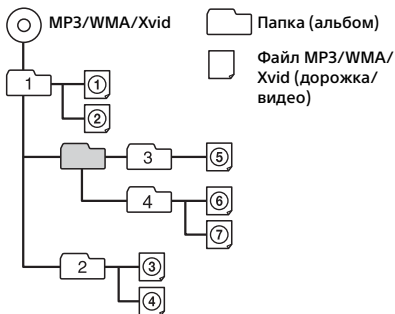 MP3/WMA/Xvid
Папка (альбом)
Файл MP3/WMA/
Xvid (дорожка/
видео)
1
①
②
3
⑤
4
⑥
⑦
2
③
④